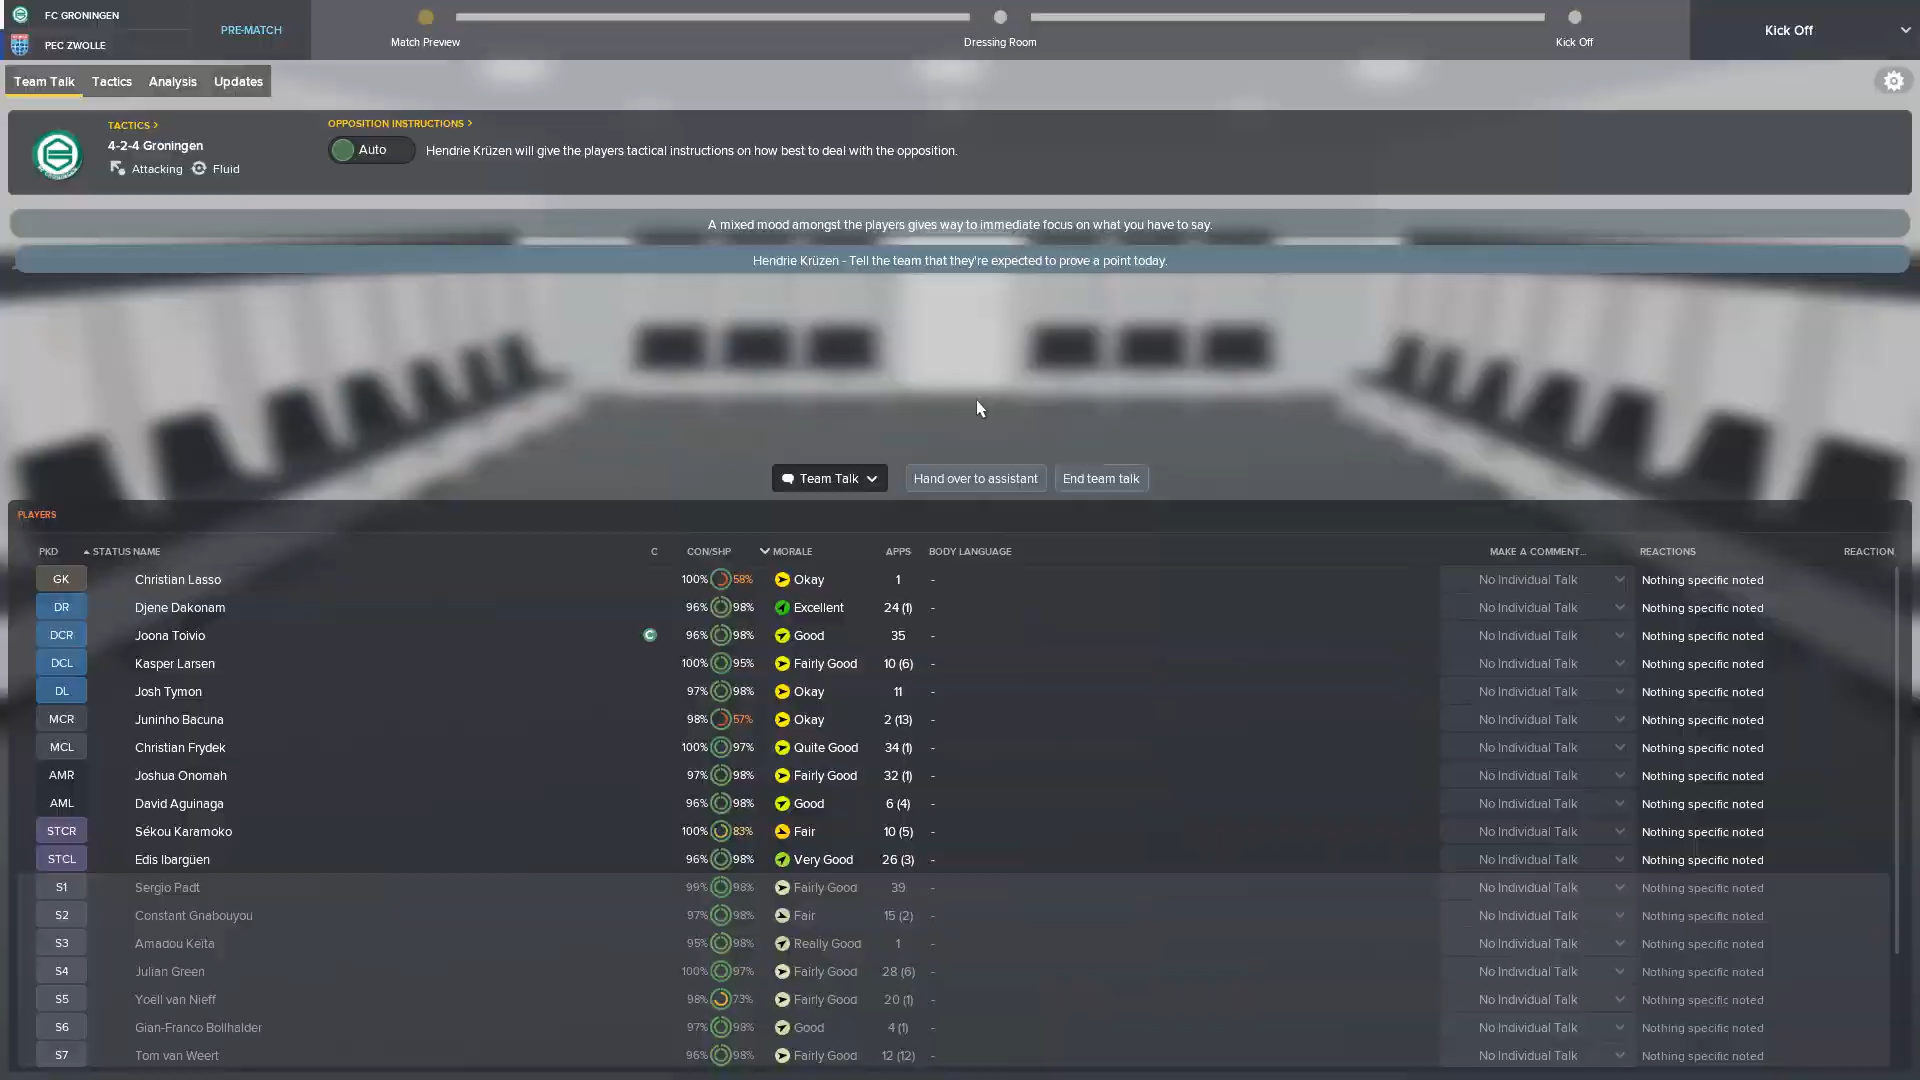 FC GRONINGEN
PEC ZWOLLE
PRE-MATCH
Match Preview
Dressing Room
Kick Off
Kick Off
Team Talk Tactics Analysis Updates
TACTICS >
4-2-4 Groningen
Attacking Fluid
OPPOSITION INSTRUCTIONS >
Auto Hendrie Krüzen will give the players tactical instructions on how best to deal with the opposition.
A mixed mood amongst the players gives way to immediate focus on what you have to say.
Hendrie Krüzen - Tell the team that they're expected to prove a point today.
Team Talk Hand over to assistant End team talk
PLAYERS
PKD STATUS NAME C CON/SHP MORALE APPS BODY LANGUAGE MAKE A COMMENT... REACTIONS REACTION
GK Christian Lasso 100% 58% Okay 1 - No Individual Talk Nothing specific noted
DR Djene Dakonam 96% 98% Excellent 24 (1) - No Individual Talk Nothing specific noted
DCR Joona Toivio C 96% 98% Good 35 - No Individual Talk Nothing specific noted
DCL Kasper Larsen 100% 95% Fairly Good 10 (6) - No Individual Talk Nothing specific noted
DL Josh Tymon 97% 98% Okay 11 - No Individual Talk Nothing specific noted
MCR Juninho Bacuna 98% 57% Okay 2 (13) - No Individual Talk Nothing specific noted
MCL Christian Frydek 100% 97% Quite Good 34 (1) - No Individual Talk Nothing specific noted
AMR Joshua Onomah 97% 98% Fairly Good 32 (1) - No Individual Talk Nothing specific noted
AML David Aguinaga 96% 98% Good 6 (4) - No Individual Talk Nothing specific noted
STCR Sékou Karamoko 100% 83% Fair 10 (5) - No Individual Talk Nothing specific noted
STCL Edis Ibargüen 96% 98% Very Good 26 (3) - No Individual Talk Nothing specific noted
S1 Sergio Padt 99% 98% Fairly Good 39 - No Individual Talk Nothing specific noted
S2 Constant Gnabouyou 97% 98% Fair 15 (2) - No Individual Talk Nothing specific noted
S3 Amadou Keïta 95% 98% Really Good 1 - No Individual Talk Nothing specific noted
S4 Julian Green 100% 97% Fairly Good 28 (6) - No Individual Talk Nothing specific noted
S5 Yoëll van Nieff 98% 73% Fairly Good 20 (1) - No Individual Talk Nothing specific noted
S6 Gian-Franco Bollhalder 97% 98% Good 4 (1) - No Individual Talk Nothing specific noted
S7 Tom van Weert 96% 98% Fairly Good 12 (12) - No Individual Talk Nothing specific noted